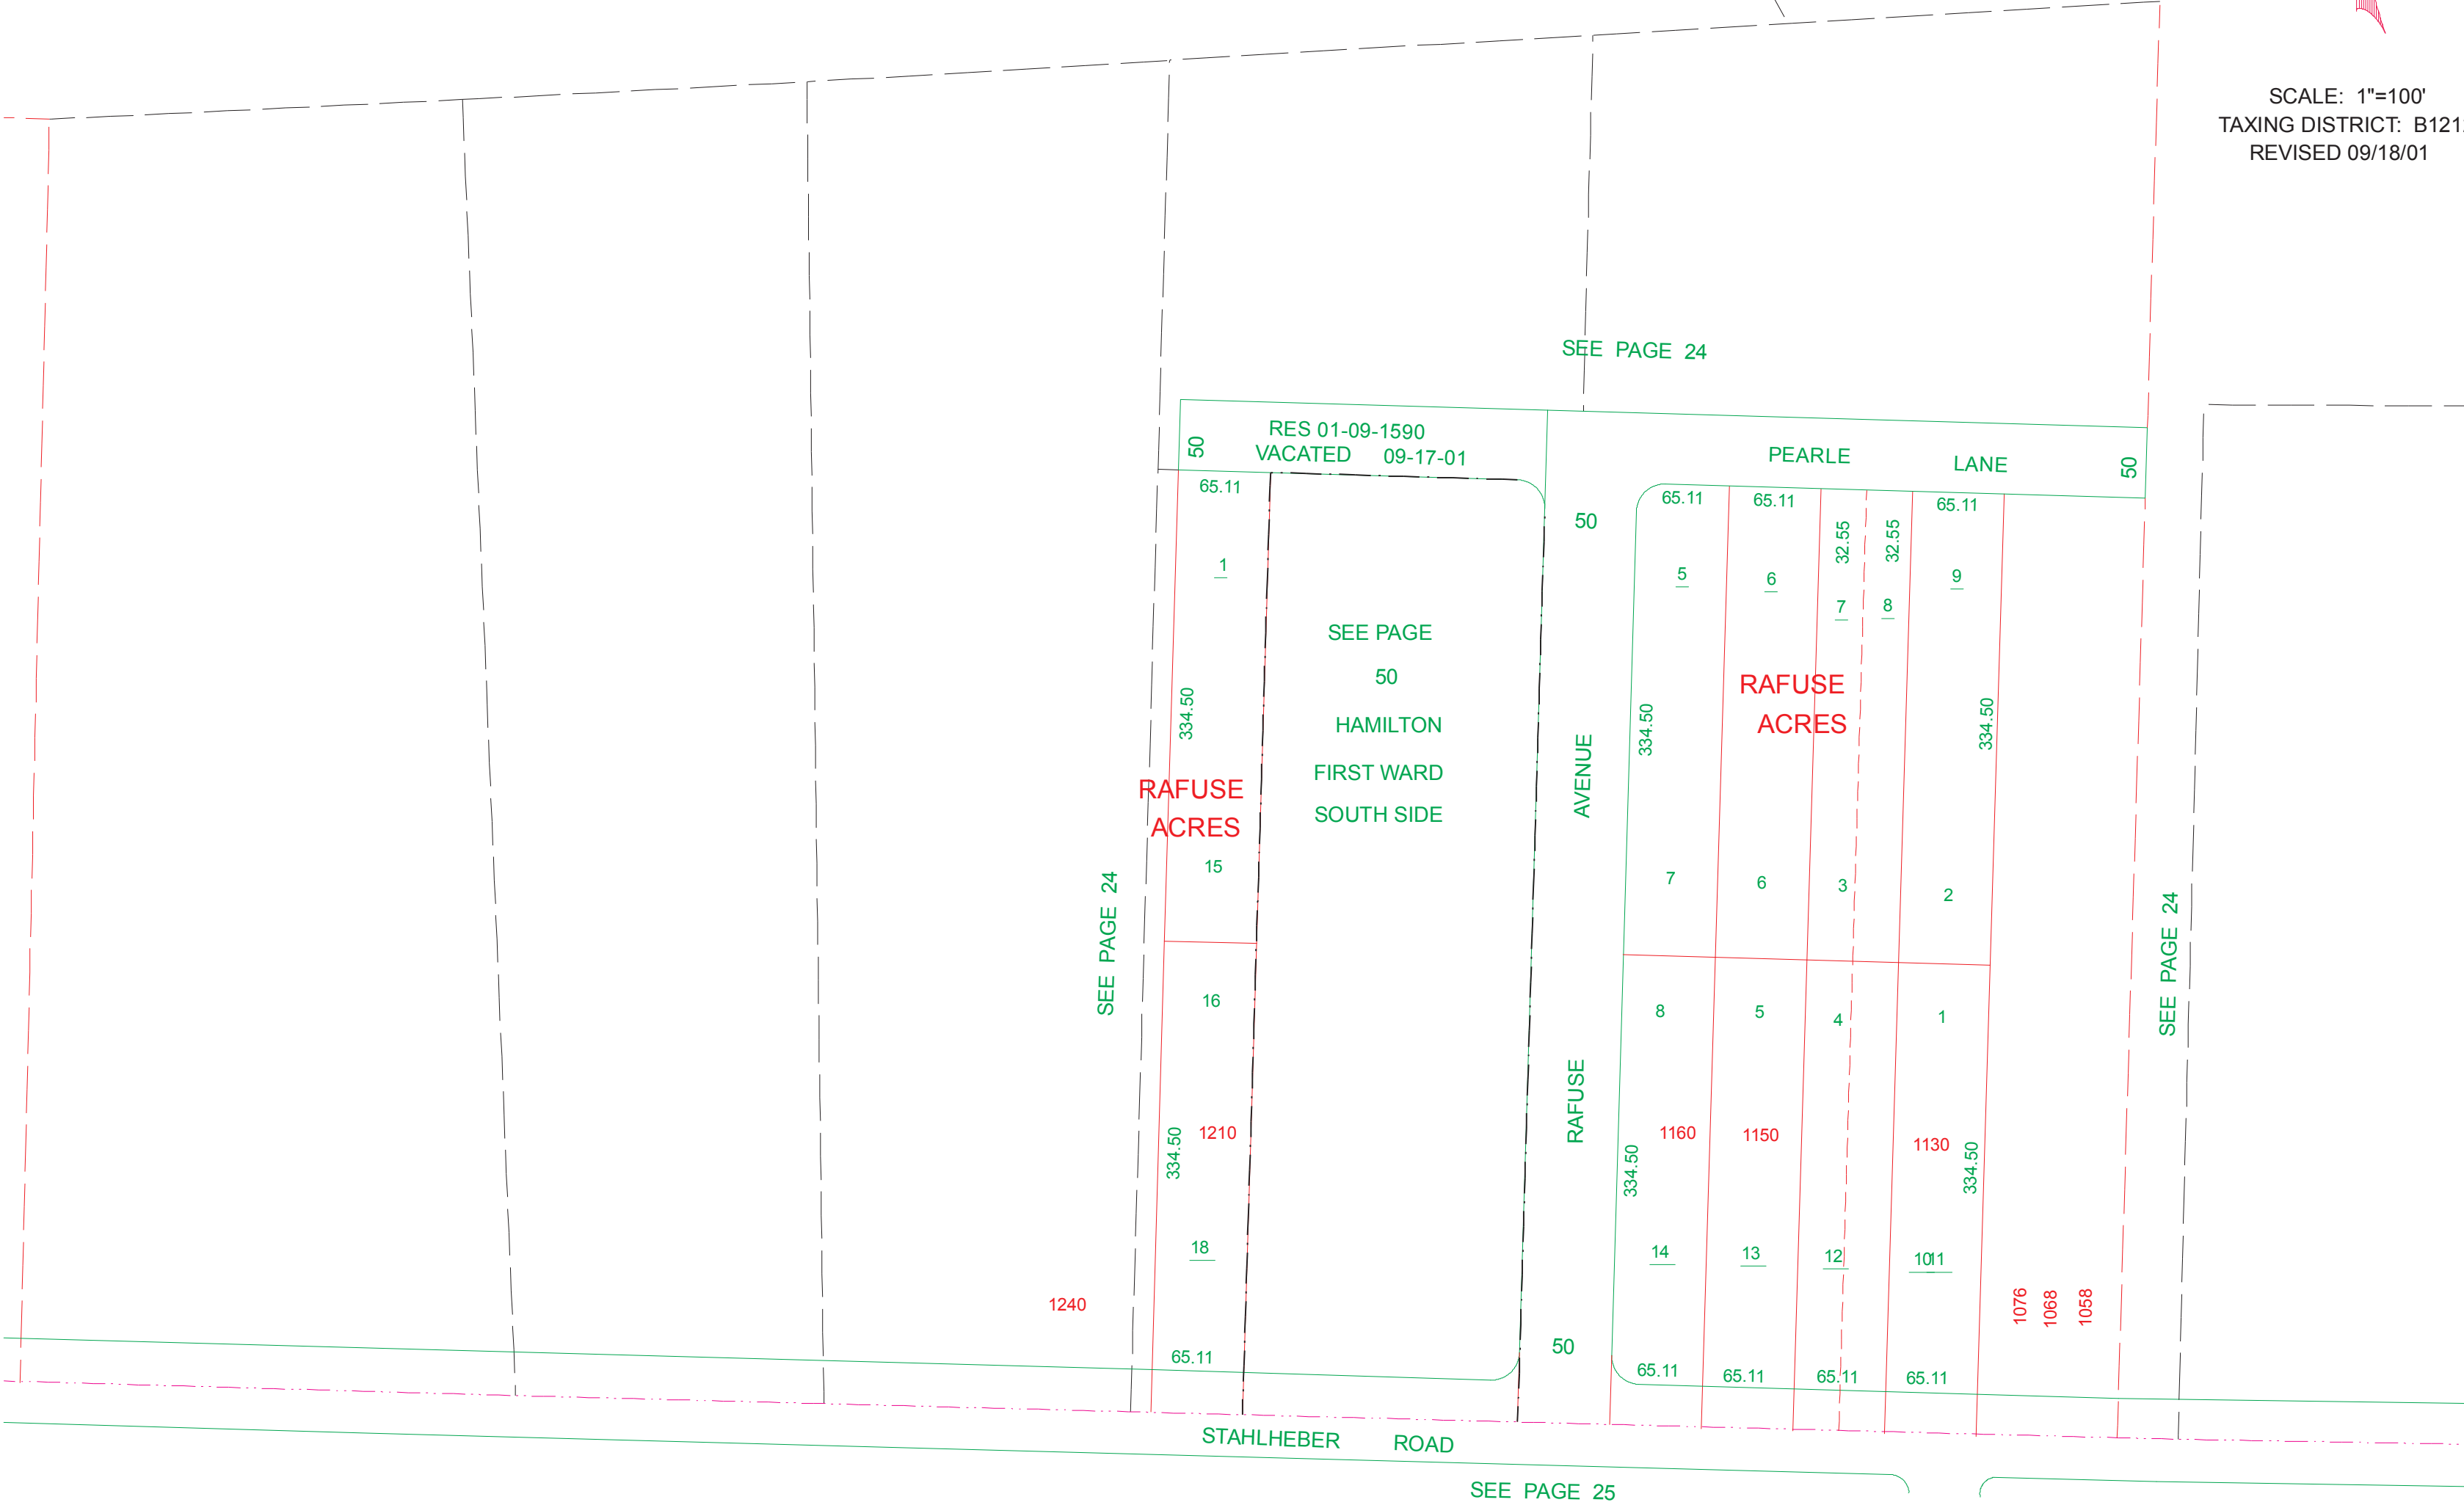 SCALE: 1"=100'
TAXING DISTRICT: B121
REVISED 09/18/01
SEE PAGE 24
RES 01-09-1590
VACATED 09-17-01
50
PEARLE LANE
50
65.11
50
65.11
65.11
32.55
32.55
65.11
1
5
6
7
8
9
SEE PAGE
50
HAMILTON
FIRST WARD
SOUTH SIDE
RAFUSE
ACRES
334.50
334.50
334.50
RAFUSE
ACRES
AVENUE
RAFUSE
15
7
6
3
2
SEE PAGE 24
SEE PAGE 24
16
8
5
4
1
334.50
1210
334.50
1160
1150
1130
334.50
18
14
13
12
10
11
1240
1076
1068
1058
50
65.11
65.11
65.11
65.11
65.11
STAHLHEBER ROAD
SEE PAGE 25